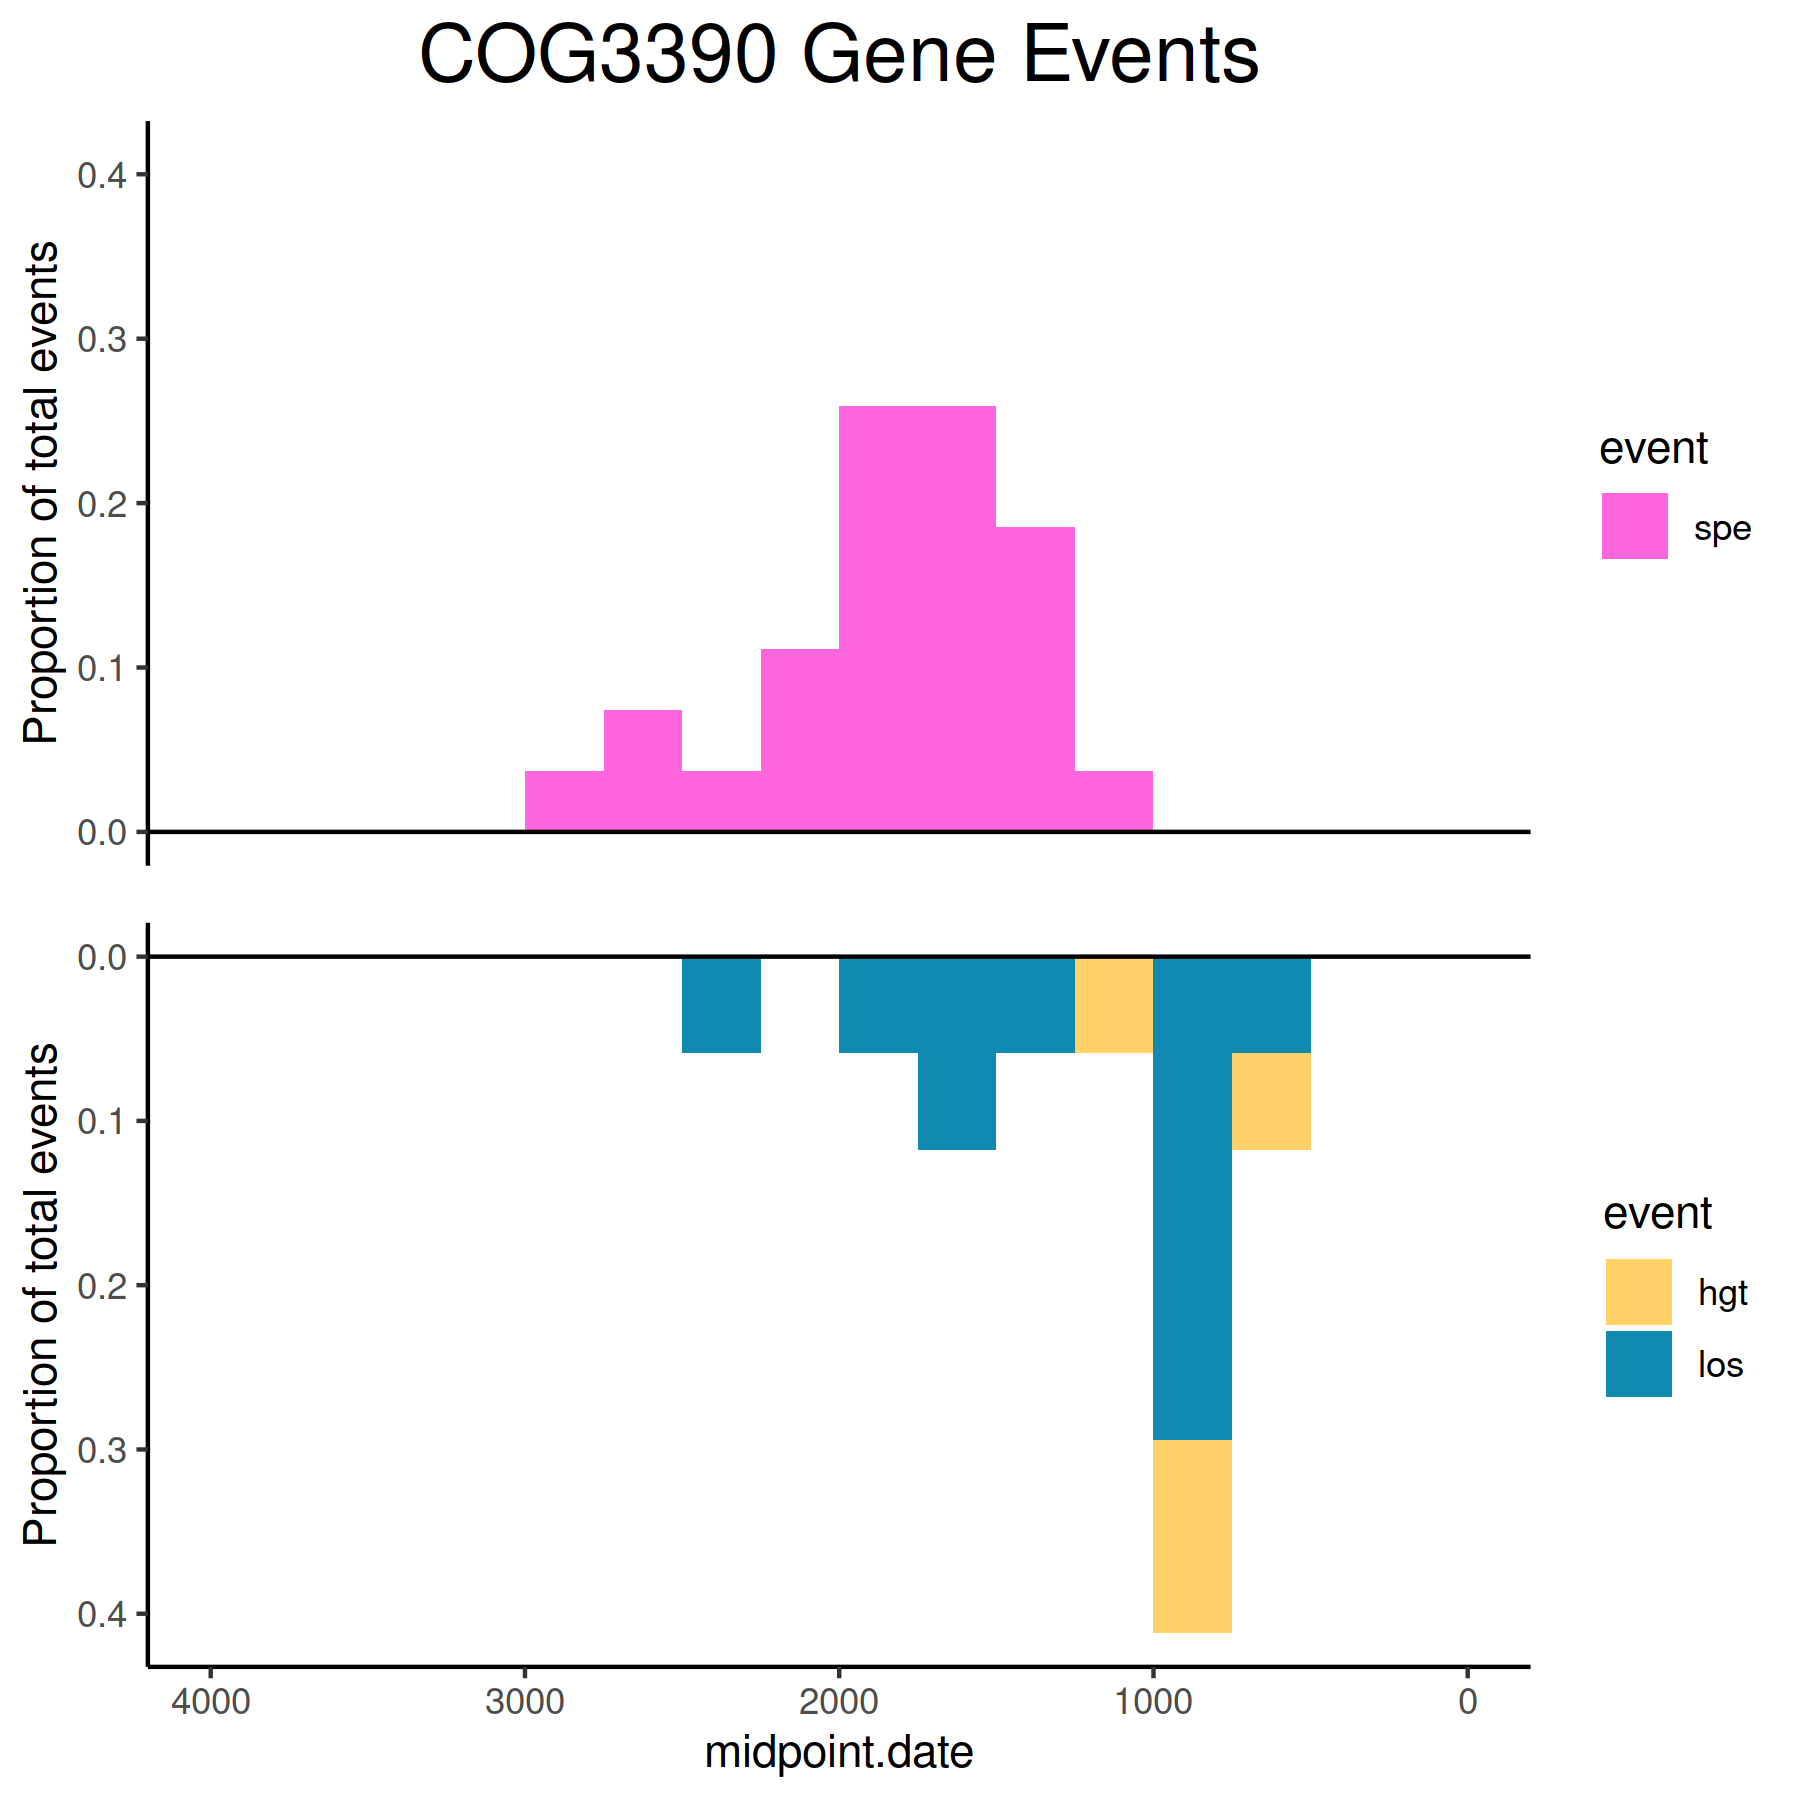 COG3390 Gene Events
Proportion of total events
0.4
0.3
0.2
0.1
0.0
event
spe
Proportion of total events
0.0
0.1
0.2
0.3
0.4
event
hgt
los
4000 3000 2000 1000 0
midpoint.date